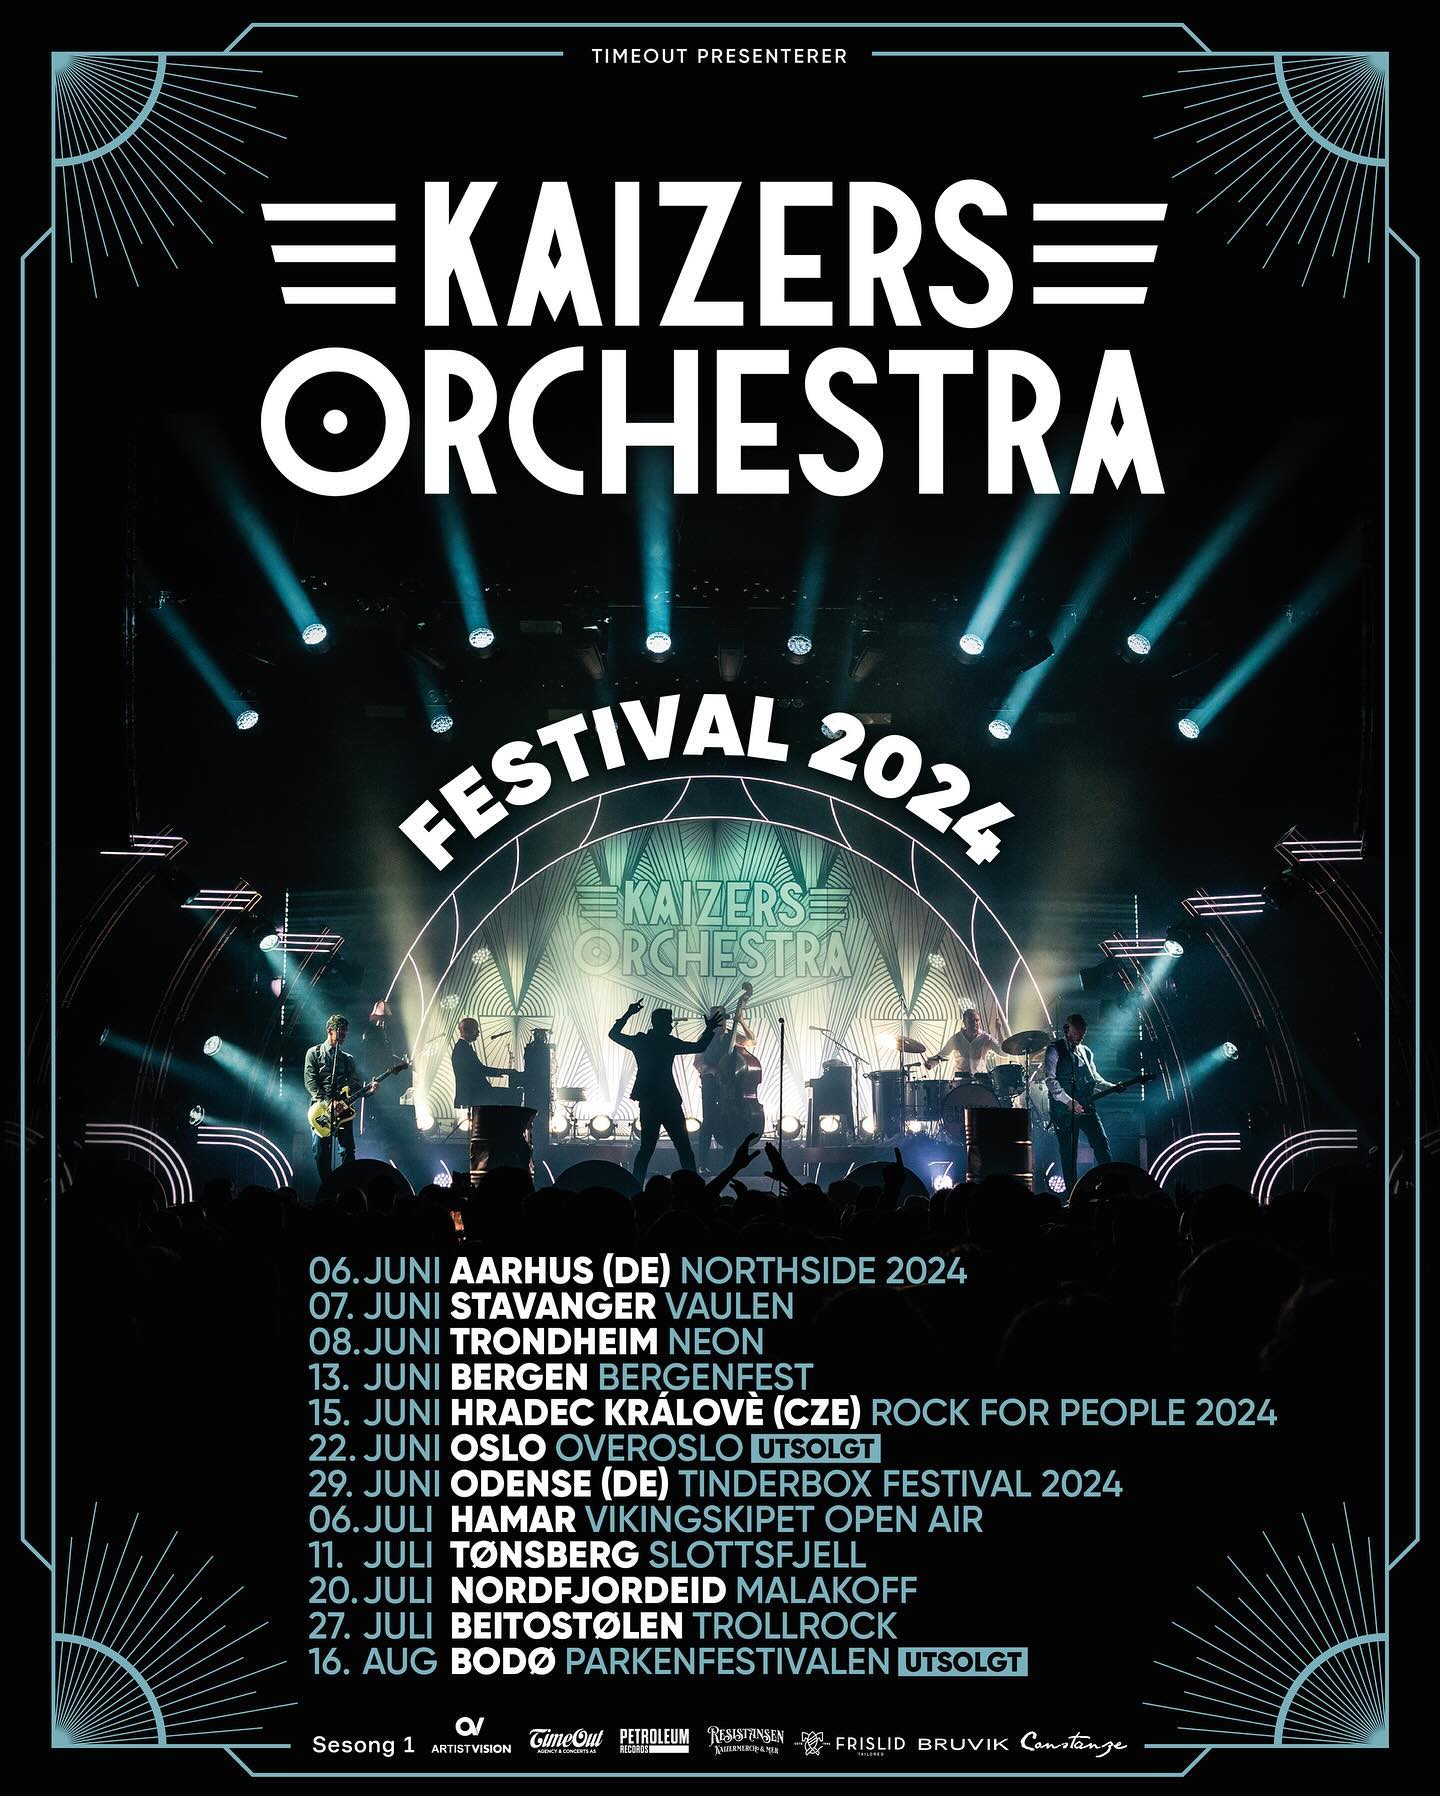 TIMEOUT PRESENTERER
KAIZERS
ORCHESTRA
FESTIVAL 2024
KAIZERS
ORCHESTRA
06. JUNI AARHUS (DE) NORTHSIDE 2024
07. JUNI STAVANGER VAULEN
08. JUNI TRONDHEIM NEON
13. JUNI BERGEN BERGENFEST
15. JUNI HRADEC KRÁLOVÈ (CZE) ROCK FOR PEOPLE 2024
22. JUNI OSLO OVEROSLO UTSOLGT
29. JUNI ODENSE (DE) TINDERBOX FESTIVAL 2024
06. JULI HAMAR VIKINGSKIPET OPEN AIR
11. JULI TØNSBERG SLOTTSFJELL
20. JULI NORDFJORDEID MALAKOFF
27. JULI BEITOSTØLEN TROLLROCK
16. AUG BODØ PARKENFESTIVALEN UTSOLGT
Sesong 1
ARTISTVISION
TimeOut
AGENCY & CONCERTS AS
PETROLEUM
RECORDS
RESISTANSEN
KAIZERMERCH & MER
FRISLID
TAILORED
BRUVIK
Constanze